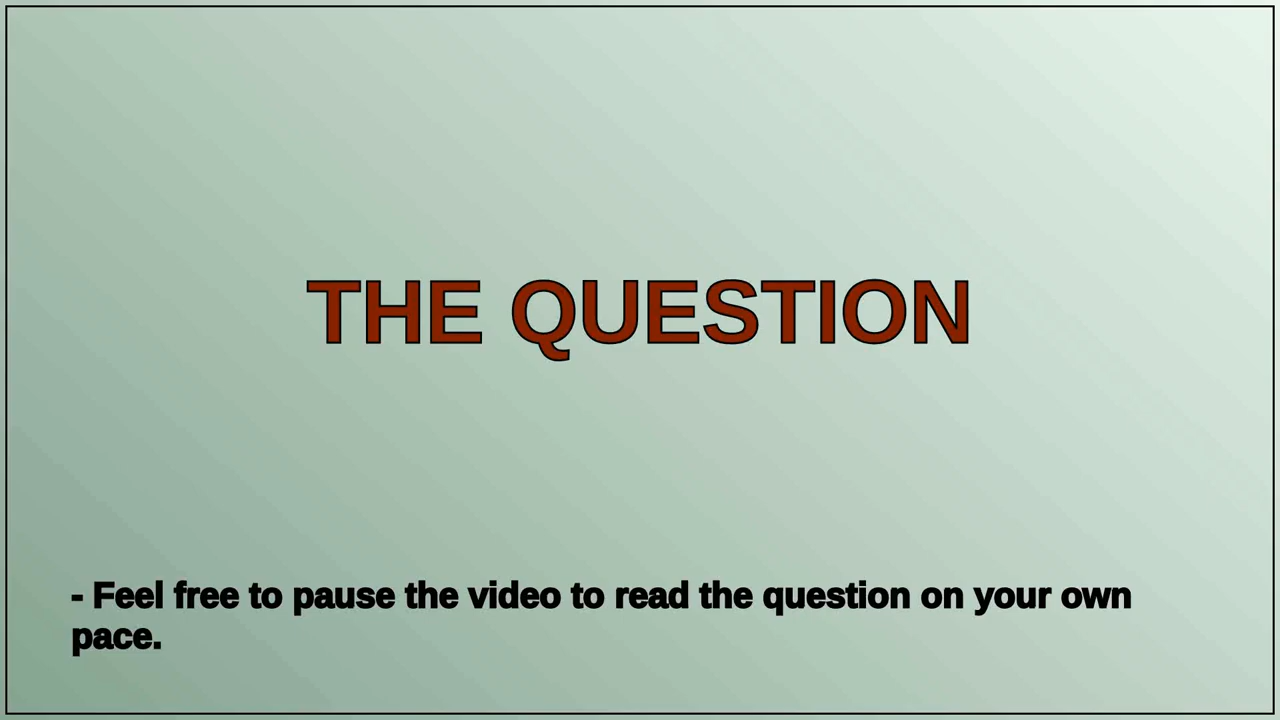 THE QUESTION
- Feel free to pause the video to read the question on your own
pace.